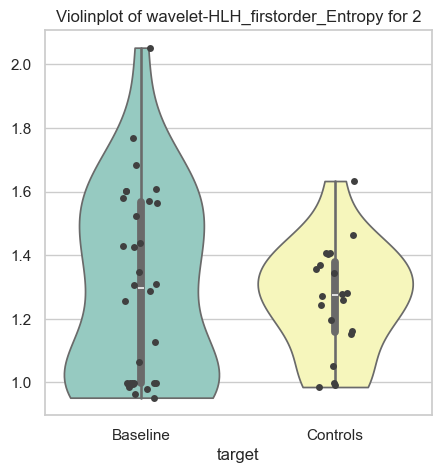 Violinplot of wavelet-HLH_firstorder_Entropy for 2
2.0
1.8
1.6
1.4
1.2
1.0
Baseline Controls
target